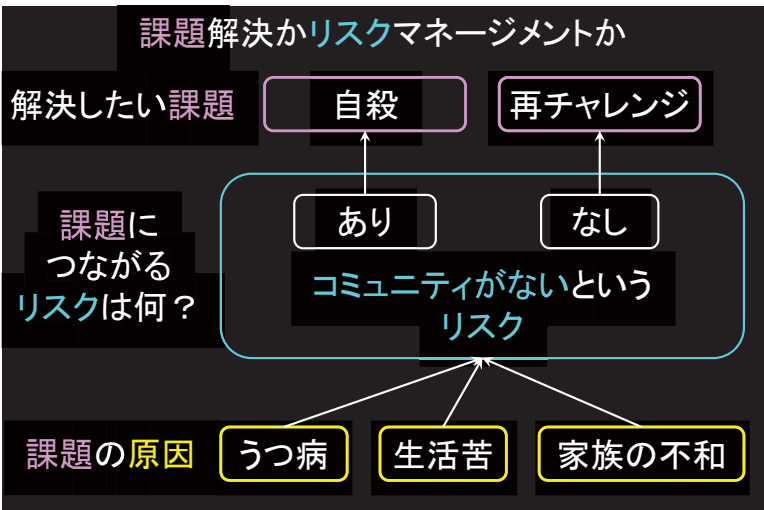 課題解決かリスクマネージメントか
解決したい課題
自殺
再チャレンジ
課題に
つながる
リスクは何？
あり
なし
コミュニティがないという
リスク
課題の原因
うつ病
生活苦
家族の不和